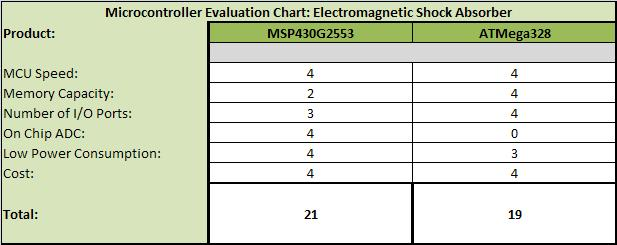 Microcontroller Evaluation Chart: Electromagnetic Shock Absorber
Product: MSP430G2553 ATMega328
MCU Speed: 4 4
Memory Capacity: 2 4
Number of I/O Ports: 3 4
On Chip ADC: 4 0
Low Power Consumption: 4 3
Cost: 4 4
Total: 21 19